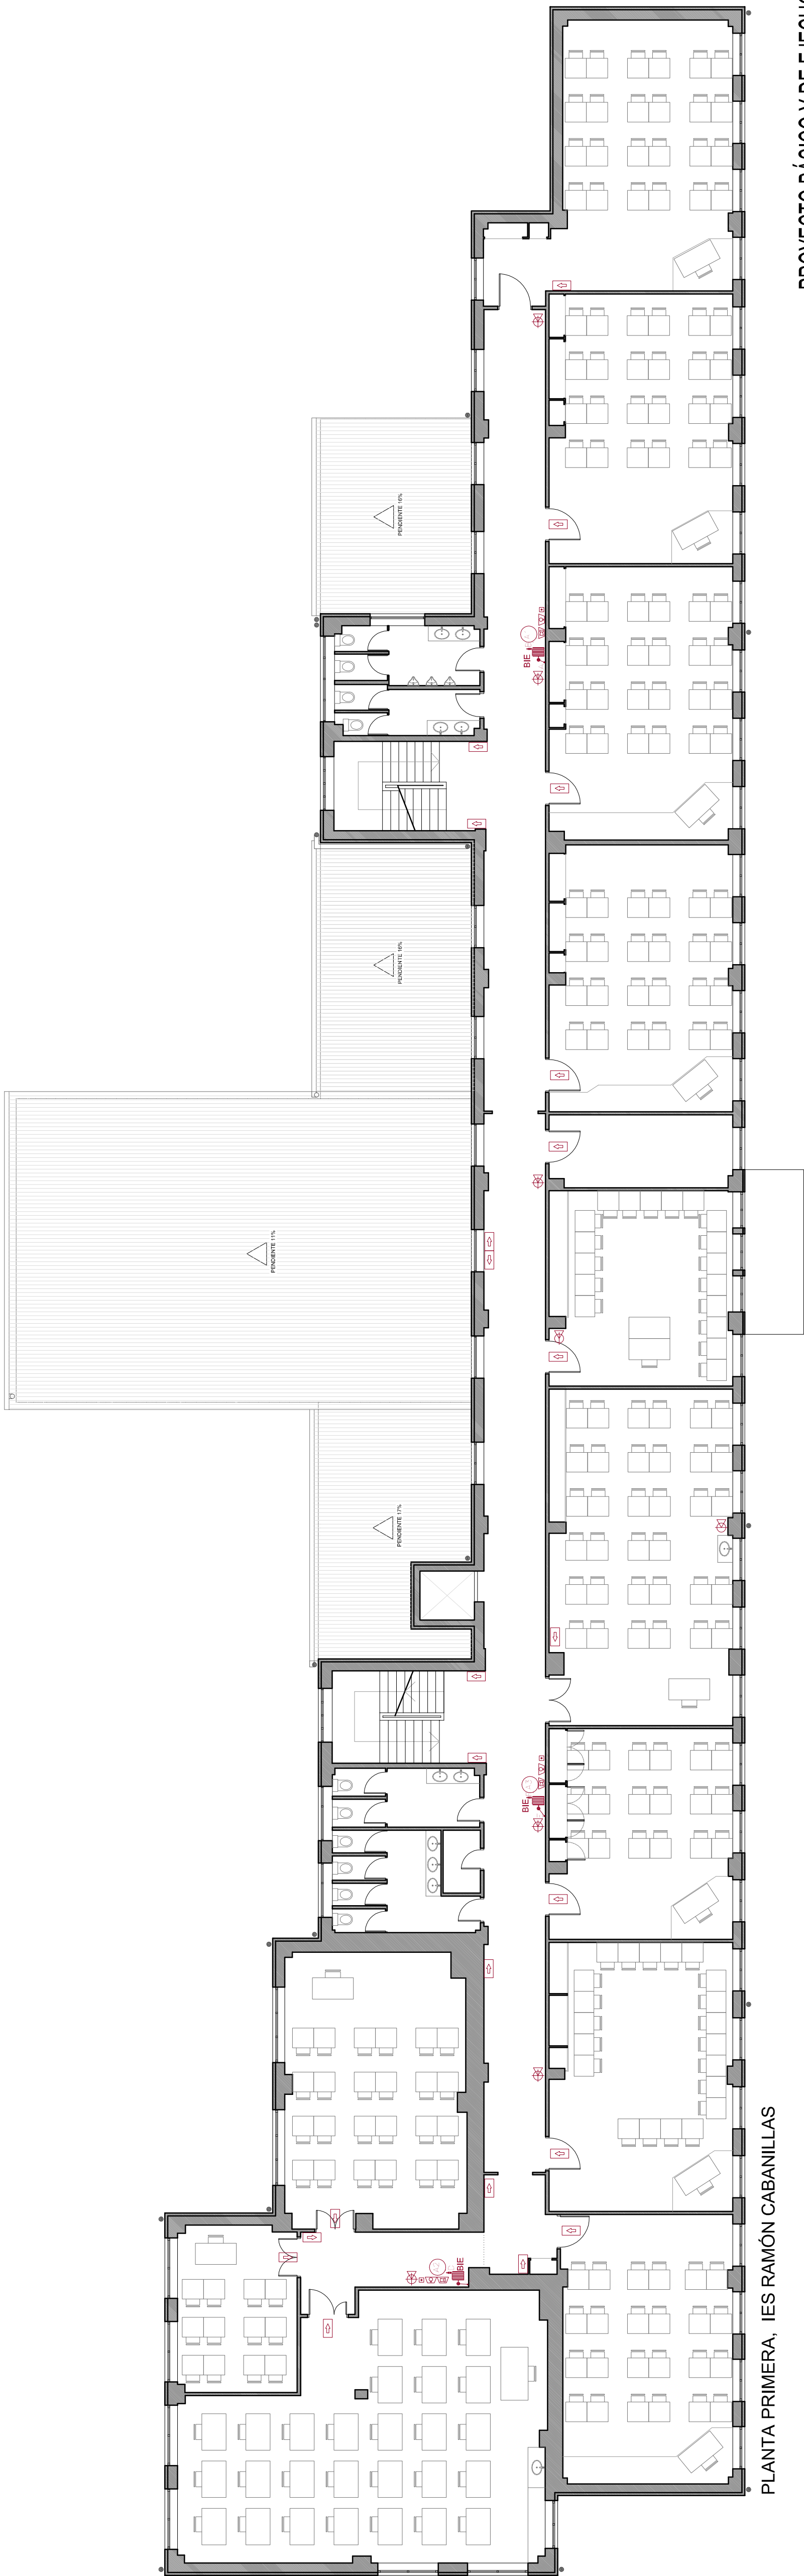 PENDIENTE 16%
BIE
PENDIENTE 16%
PENDIENTE 11%
PENDIENTE 17%
BIE
BIE
PLANTA PRIMERA, IES RAMÓN CABANILLAS